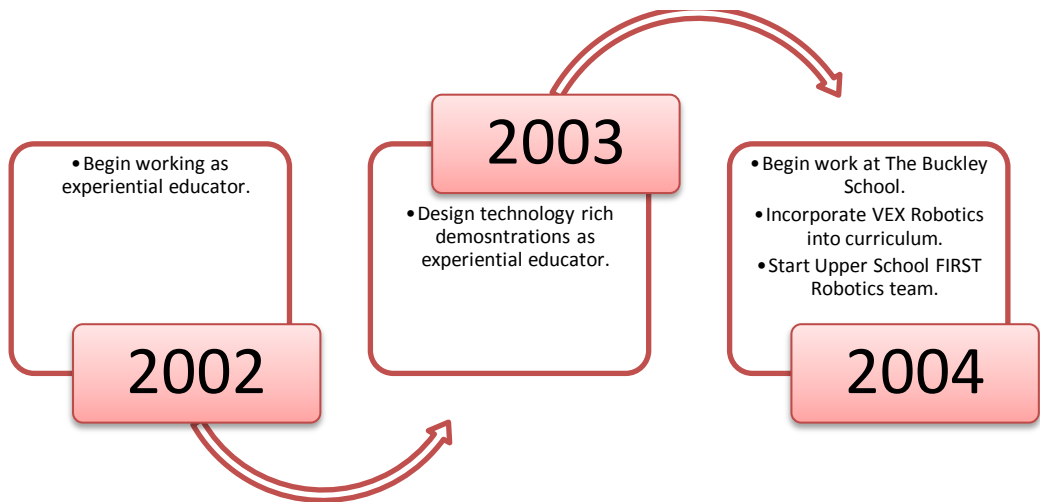 • Begin working as
experiential educator.
2002
2003
• Design technology rich
demosntrations as
experiential educator.
• Begin work at The Buckley
School.
• Incorporate VEX Robotics
into curriculum.
• Start Upper School FIRST
Robotics team.
2004